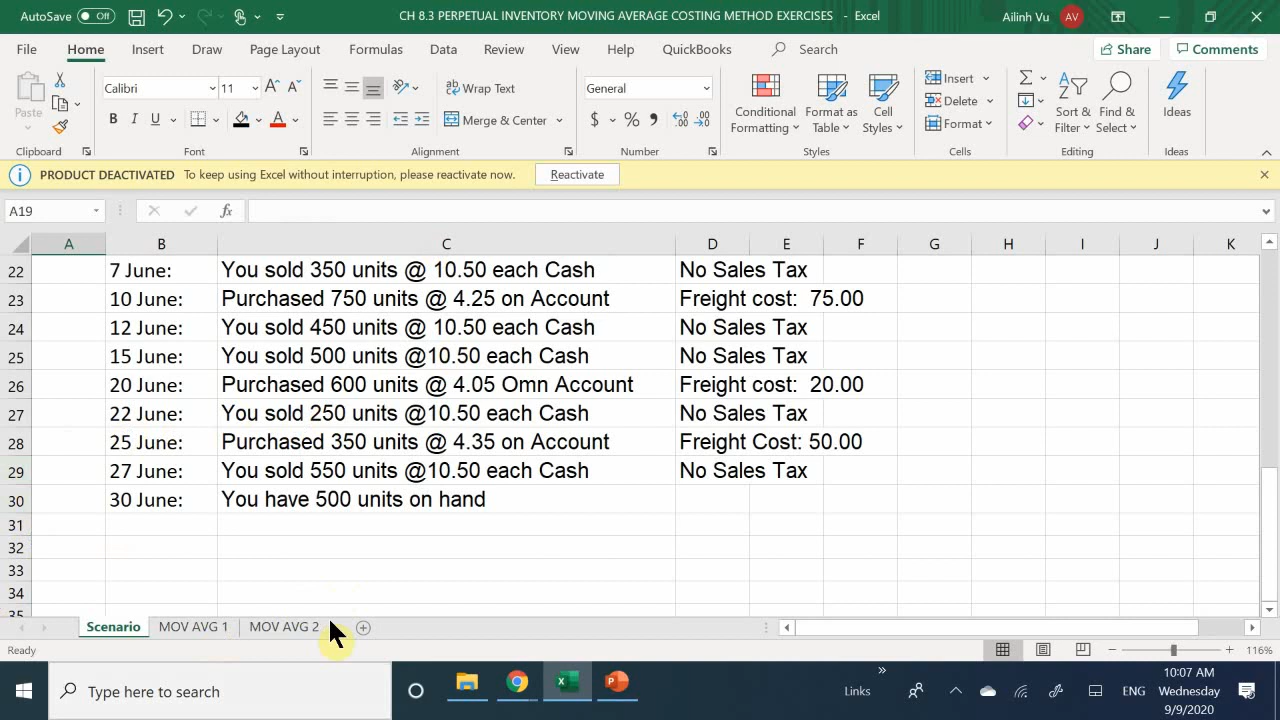 AutoSave Off CH 8.3 PERPETUAL INVENTORY MOVING AVERAGE COSTING METHOD EXERCISES - Excel Ailinh Vu AV
File Home Insert Draw Page Layout Formulas Data Review View Help QuickBooks Search Share Comments
Paste Calibri 11 A A Wrap Text General Conditional Formatting Format as Table Cell Styles Insert Sort & Filter Find & Select Ideas
B I U A Merge & Center $ % , Delete
Format
Clipboard Font Alignment Number Styles Cells Editing Ideas
PRODUCT DEACTIVATED To keep using Excel without interruption, please reactivate now. Reactivate
A19 fx
A B C D E F G H I J K
22 7 June: You sold 350 units @ 10.50 each Cash No Sales Tax
23 10 June: Purchased 750 units @ 4.25 on Account Freight cost: 75.00
24 12 June: You sold 450 units @ 10.50 each Cash No Sales Tax
25 15 June: You sold 500 units @10.50 each Cash No Sales Tax
26 20 June: Purchased 600 units @ 4.05 Omn Account Freight cost: 20.00
27 22 June: You sold 250 units @10.50 each Cash No Sales Tax
28 25 June: Purchased 350 units @ 4.35 on Account Freight Cost: 50.00
29 27 June: You sold 550 units @10.50 each Cash No Sales Tax
30 30 June: You have 500 units on hand
31
32
33
34
35
Scenario MOV AVG 1 MOV AVG 2
Ready 116%
Type here to search Links ENG 10:07 AM
Wednesday
9/9/2020